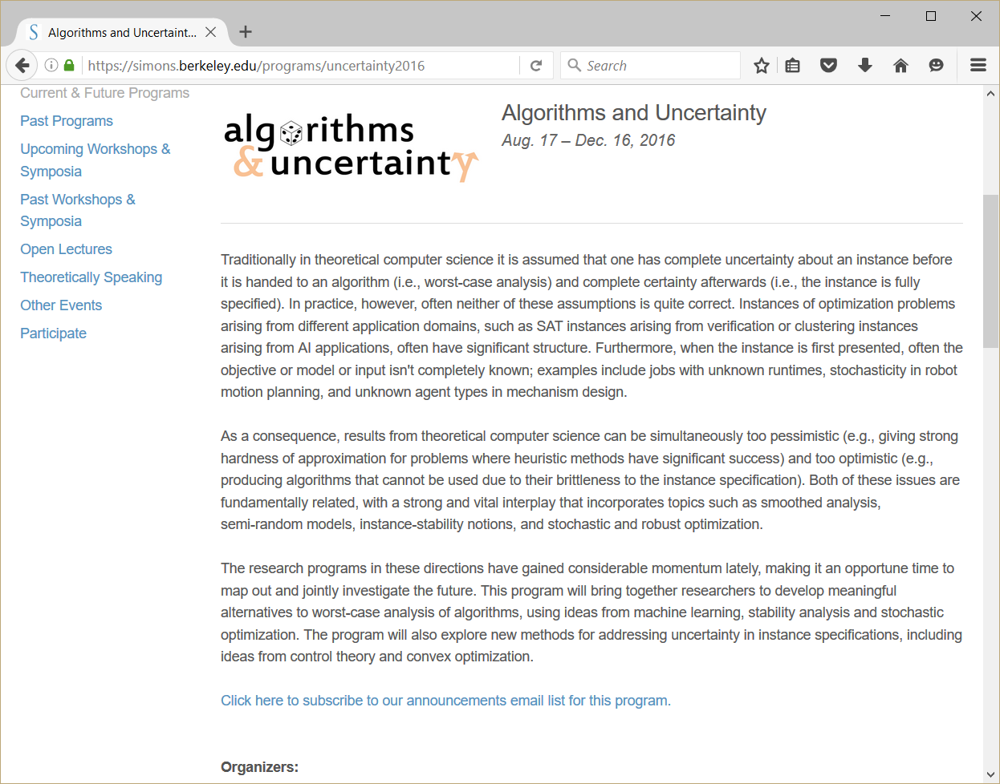 Algorithms and Uncertaint...
https://simons.berkeley.edu/programs/uncertainty2016
Search
Current & Future Programs
Past Programs
Upcoming Workshops &
Symposia
Past Workshops &
Symposia
Open Lectures
Theoretically Speaking
Other Events
Participate
algorithms
& uncertainty
Algorithms and Uncertainty
Aug. 17 – Dec. 16, 2016
Traditionally in theoretical computer science it is assumed that one has complete uncertainty about an instance before
it is handed to an algorithm (i.e., worst-case analysis) and complete certainty afterwards (i.e., the instance is fully
specified). In practice, however, often neither of these assumptions is quite correct. Instances of optimization problems
arising from different application domains, such as SAT instances arising from verification or clustering instances
arising from AI applications, often have significant structure. Furthermore, when the instance is first presented, often the
objective or model or input isn't completely known; examples include jobs with unknown runtimes, stochasticity in robot
motion planning, and unknown agent types in mechanism design.
As a consequence, results from theoretical computer science can be simultaneously too pessimistic (e.g., giving strong
hardness of approximation for problems where heuristic methods have significant success) and too optimistic (e.g.,
producing algorithms that cannot be used due to their brittleness to the instance specification). Both of these issues are
fundamentally related, with a strong and vital interplay that incorporates topics such as smoothed analysis,
semi-random models, instance-stability notions, and stochastic and robust optimization.
The research programs in these directions have gained considerable momentum lately, making it an opportune time to
map out and jointly investigate the future. This program will bring together researchers to develop meaningful
alternatives to worst-case analysis of algorithms, using ideas from machine learning, stability analysis and stochastic
optimization. The program will also explore new methods for addressing uncertainty in instance specifications, including
ideas from control theory and convex optimization.
Click here to subscribe to our announcements email list for this program.
Organizers: